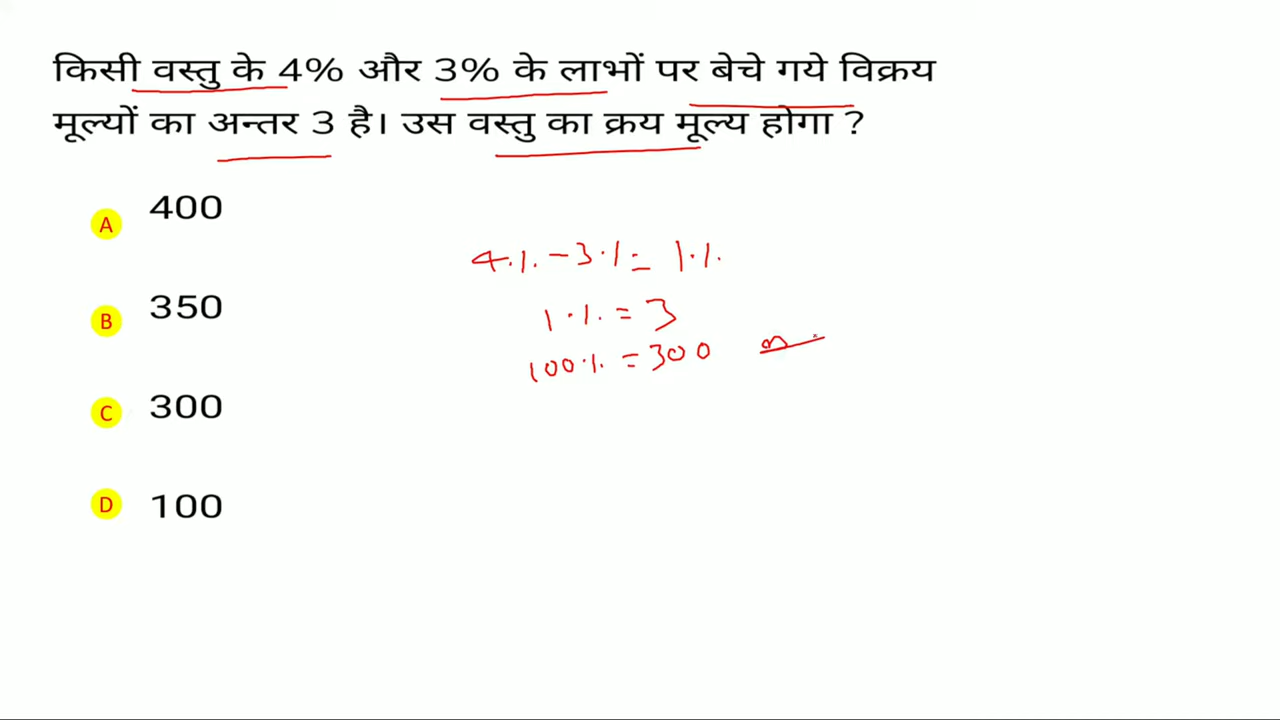 किसी वस्तु के 4% और 3% के लाभों पर बेचे गये विक्रय
मूल्यों का अन्तर 3 है। उस वस्तु का क्रय मूल्य होगा ?
A 400
B 350
C 300
D 100
4% - 3% = 1%
1% = 3
100% = 300